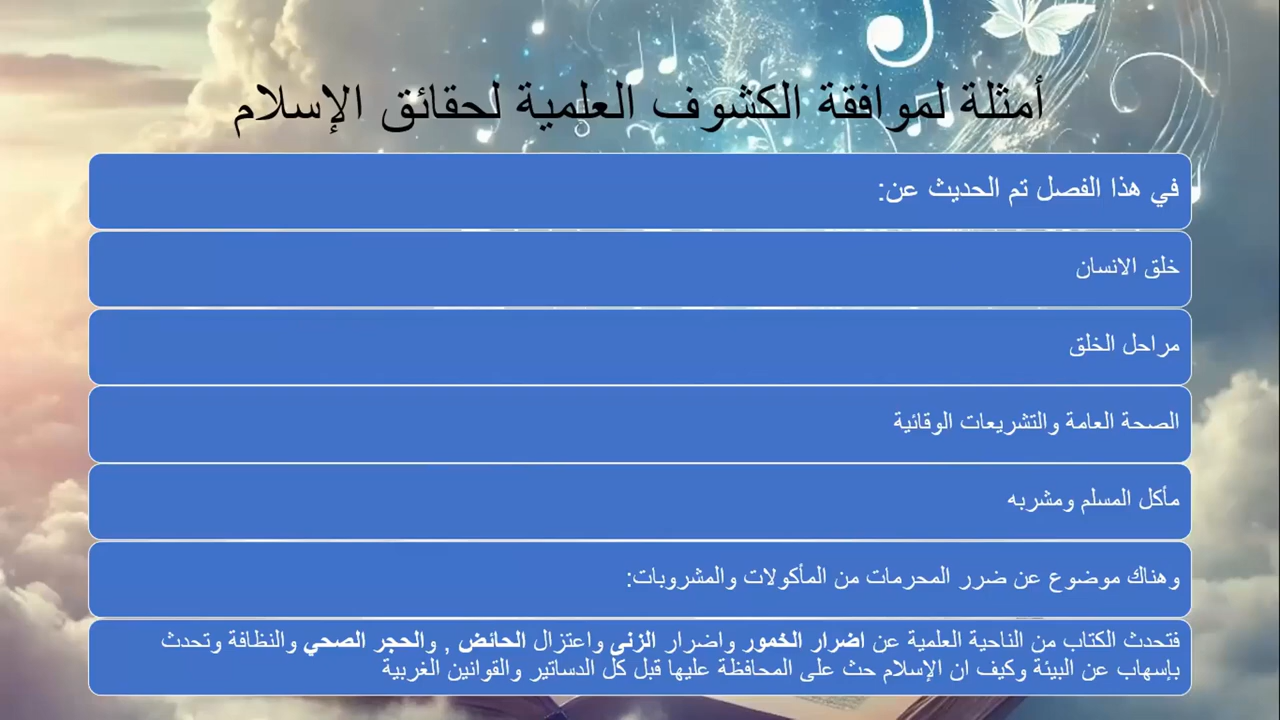 أمثلة لموافقة الكشوف العلمية لحقائق الإسلام
في هذا الفصل تم الحديث عن:
خلق الانسان
مراحل الخلق
الصحة العامة والتشريعات الوقائية
مأكل المسلم ومشربه
وهناك موضوع عن ضرر المحرمات من المأكولات والمشروبات:
فتحدث الكتاب من الناحية العلمية عن اضرار الخمور واضرار الزنى واعتزال الحائض , والحجر الصحي والنظافة وتحدث
بإسهاب عن البيئة وكيف ان الإسلام حث على المحافظة عليها قبل كل الدساتير والقوانين الغربية